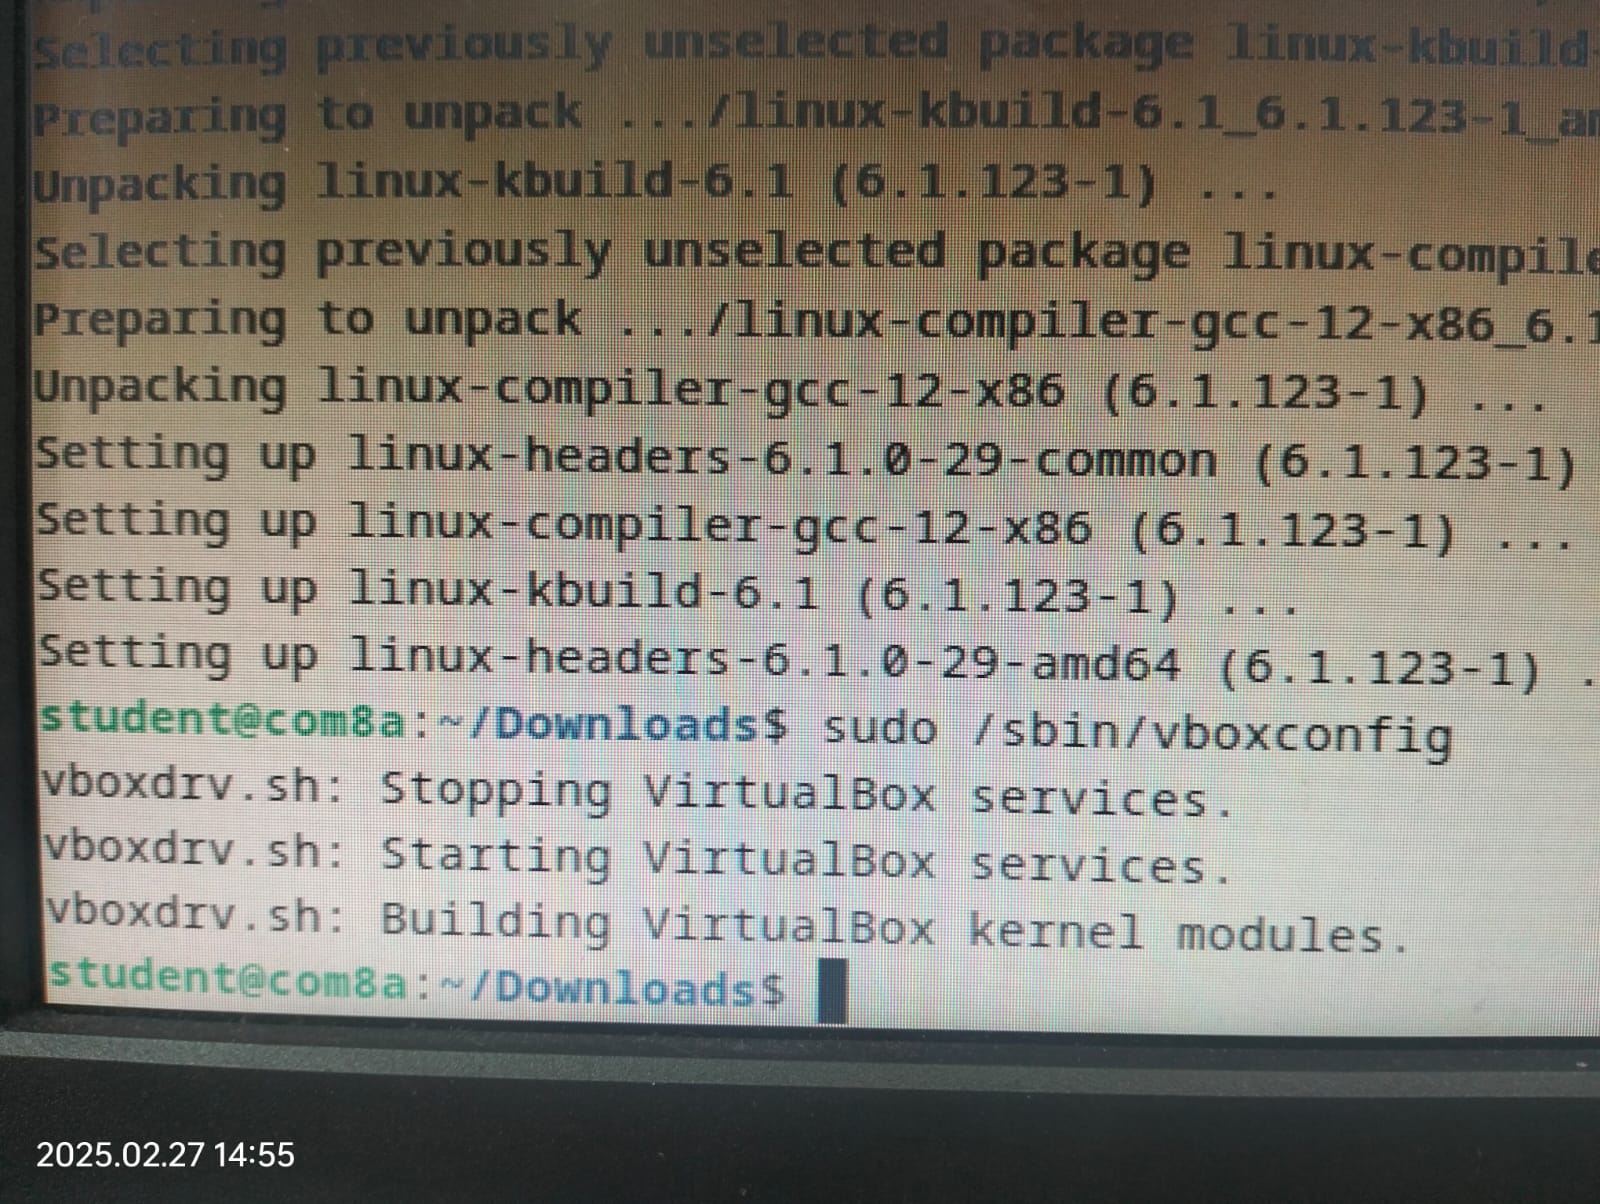 Selecting previously unselected package linux-kbuild-
Preparing to unpack .../linux-kbuild-6.1_6.1.123-1_am
Unpacking linux-kbuild-6.1 (6.1.123-1) ...
Selecting previously unselected package linux-compile
Preparing to unpack .../linux-compiler-gcc-12-x86_6.1
Unpacking linux-compiler-gcc-12-x86 (6.1.123-1) ...
Setting up linux-headers-6.1.0-29-common (6.1.123-1)
Setting up linux-compiler-gcc-12-x86 (6.1.123-1) ...
Setting up linux-kbuild-6.1 (6.1.123-1) ...
Setting up linux-headers-6.1.0-29-amd64 (6.1.123-1) .
student@com8a:~/Downloads$ sudo /sbin/vboxconfig
vboxdrv.sh: Stopping VirtualBox services.
vboxdrv.sh: Starting VirtualBox services.
vboxdrv.sh: Building VirtualBox kernel modules.
student@com8a:~/Downloads$
2025.02.27 14:55